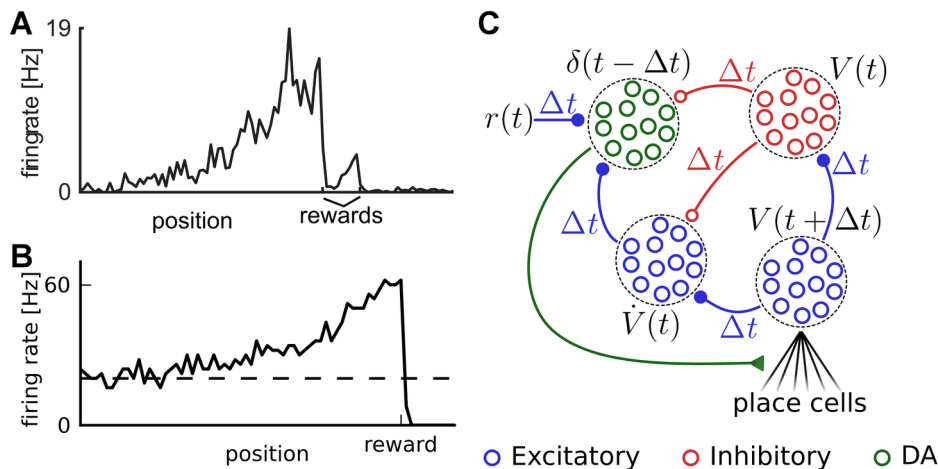 A
19
firingrate [Hz]
0
position
rewards
B
60
firing rate [Hz]
0
position
reward
C
δ(t − Δt)
Δt
V(t)
r(t)
Δt
Δt
Δt
V(t + Δt)
Δt
V̇(t)
Δt
place cells
Excitatory
Inhibitory
DA